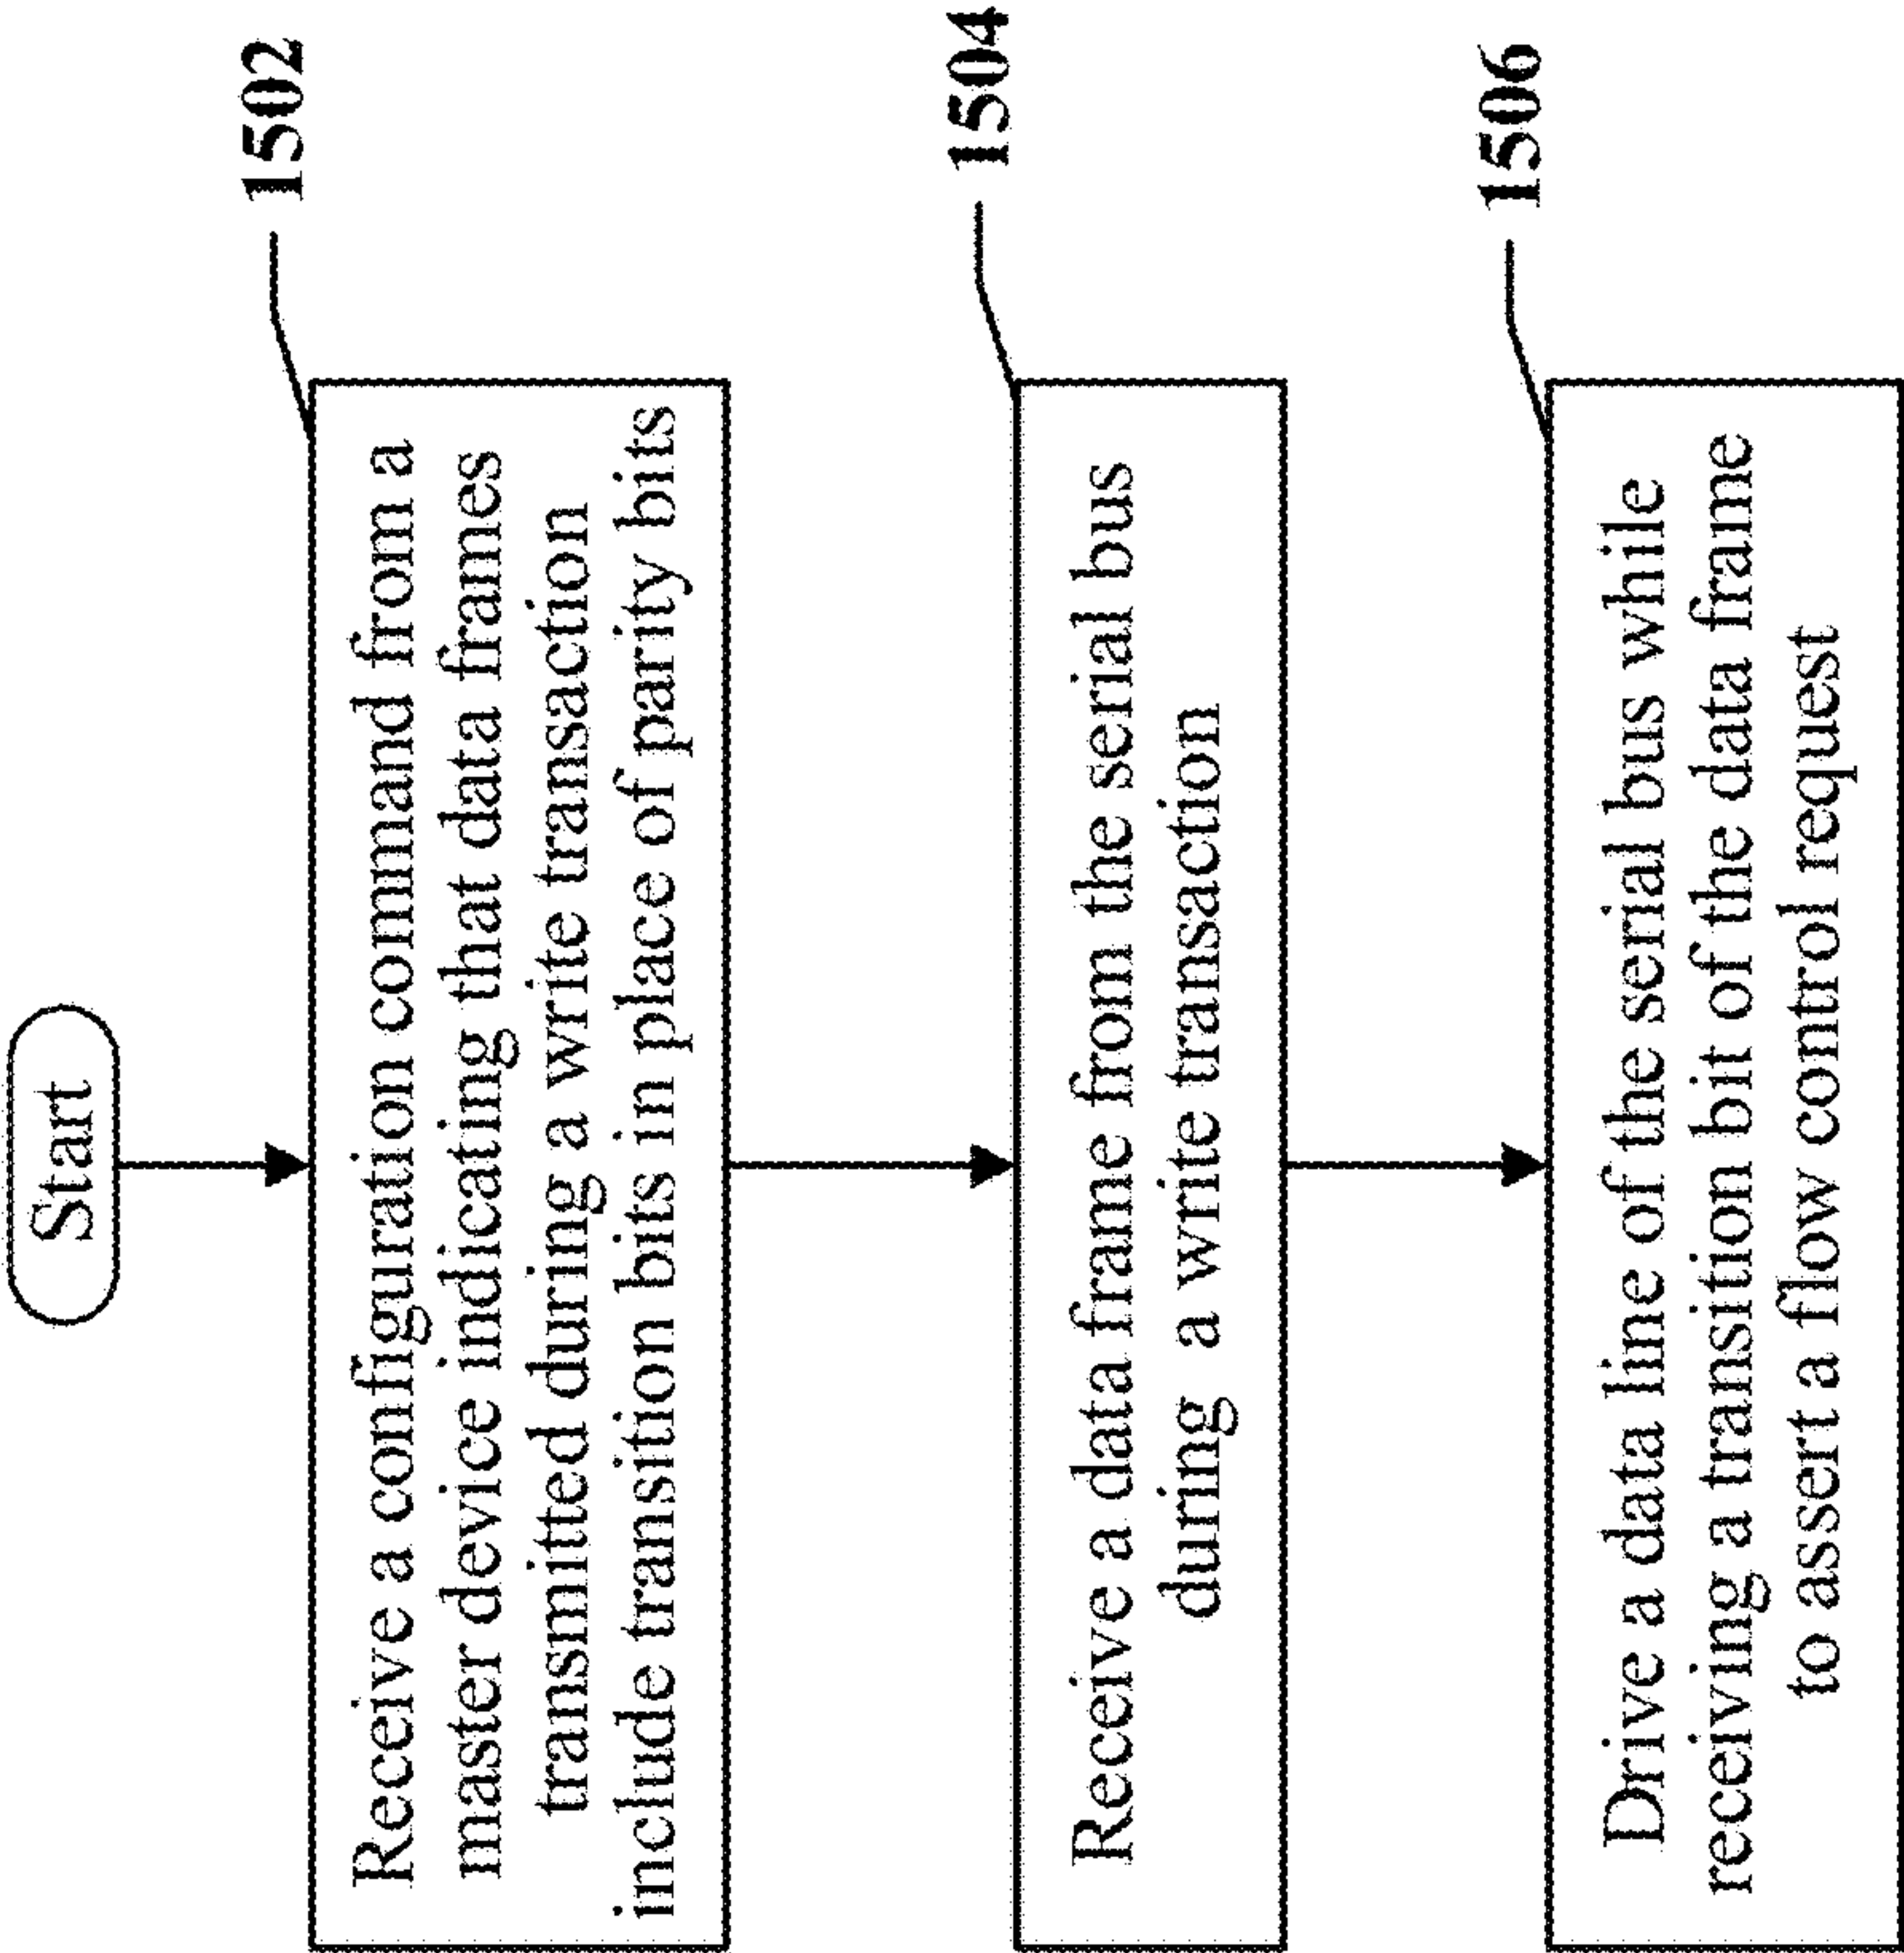 Start
1502
Receive a configuration command from a
master device indicating that data frames
transmitted during a write transaction
include transition bits in place of parity bits
1504
Receive a data frame from the serial bus
during a write transaction
1506
Drive a data line of the serial bus while
receiving a transition bit of the data frame
to assert a flow control request